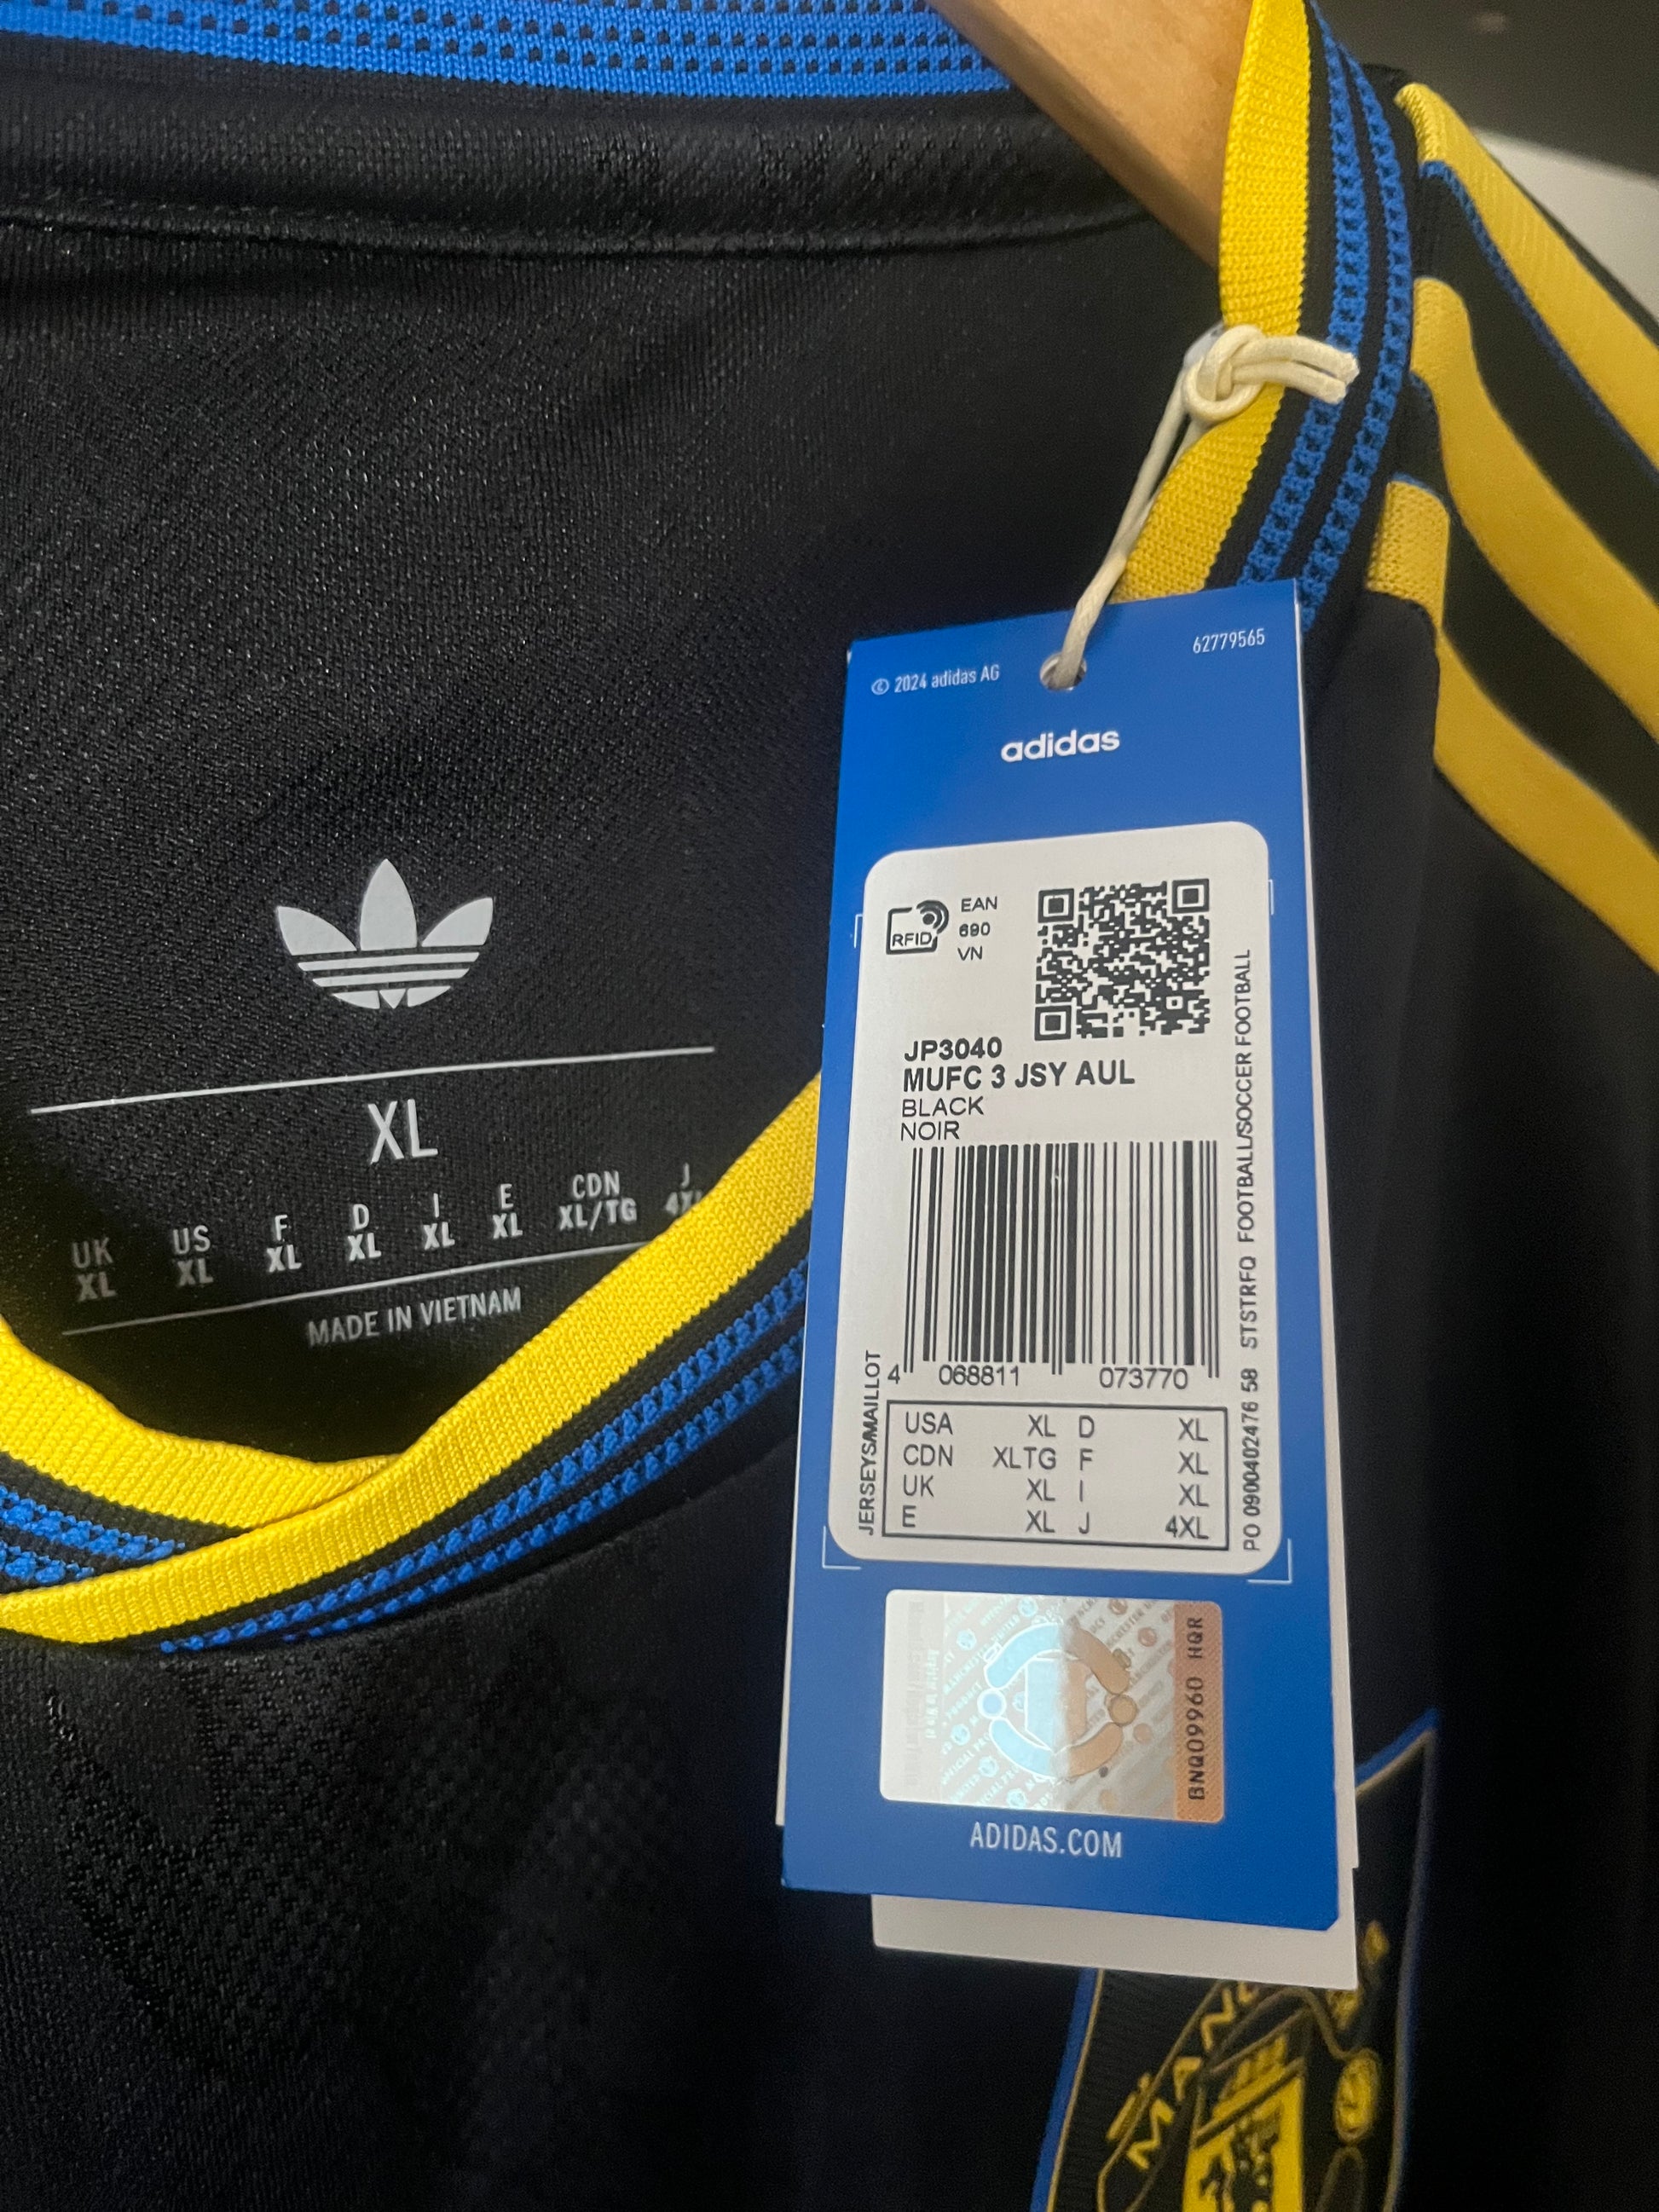 XL
UK US F D I E CDN J
XL XL XL XL XL XL XL/TG
MADE IN VIETNAM
© 2024 adidas AG
62779565
adidas
RFID
EAN
690
VN
JP3040
MUFC 3 JSY AUL
BLACK
NOIR
4 068811 073770
JERSEYS/MAILLOT
USA XL D XL
CDN XLTG F XL
UK XL I XL
E XL J 4XL
PO 0900402476 58 STSTRFQ FOOTBALL/SOCCER FOOTBALL
BNQ09960 HQR
ADIDAS.COM